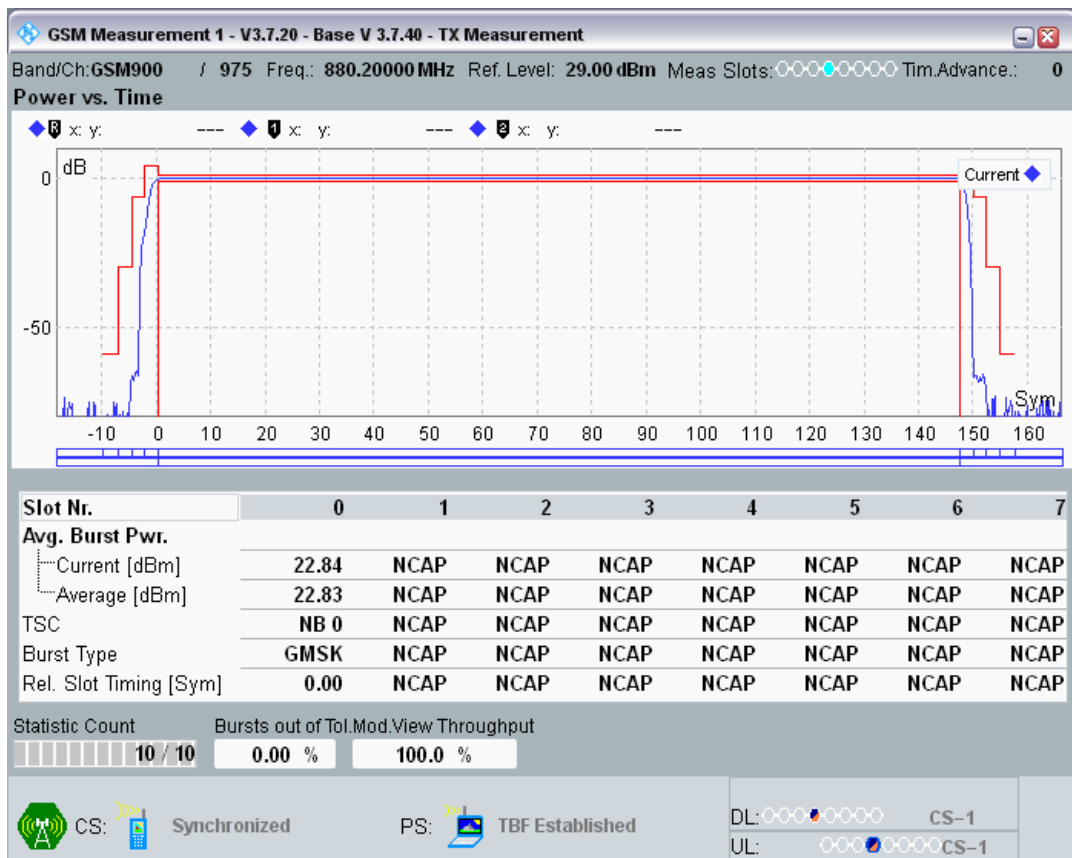 GSM Measurement 1 - V3.7.20 - Base V 3.7.40 - TX Measurement
Band/Ch: GSM900 / 975 Freq.: 880.20000 MHz Ref. Level: 29.00 dBm Meas Slots: Tim.Advance.: 0
Power vs. Time
R x: y: --- 1 x: y: --- 2 x: y: ---
dB
Current
0
-50
Sym
-10 0 10 20 30 40 50 60 70 80 90 100 110 120 130 140 150 160
Slot Nr. 0 1 2 3 4 5 6 7
Avg. Burst Pwr.
Current [dBm] 22.84 NCAP NCAP NCAP NCAP NCAP NCAP NCAP
Average [dBm] 22.83 NCAP NCAP NCAP NCAP NCAP NCAP NCAP
TSC NB 0 NCAP NCAP NCAP NCAP NCAP NCAP NCAP
Burst Type GMSK NCAP NCAP NCAP NCAP NCAP NCAP NCAP
Rel. Slot Timing [Sym] 0.00 NCAP NCAP NCAP NCAP NCAP NCAP NCAP
Statistic Count Bursts out of Tol. Mod.View Throughput
10 / 10 0.00 % 100.0 %
CS: Synchronized PS: TBF Established
DL: CS-1
UL: CS-1